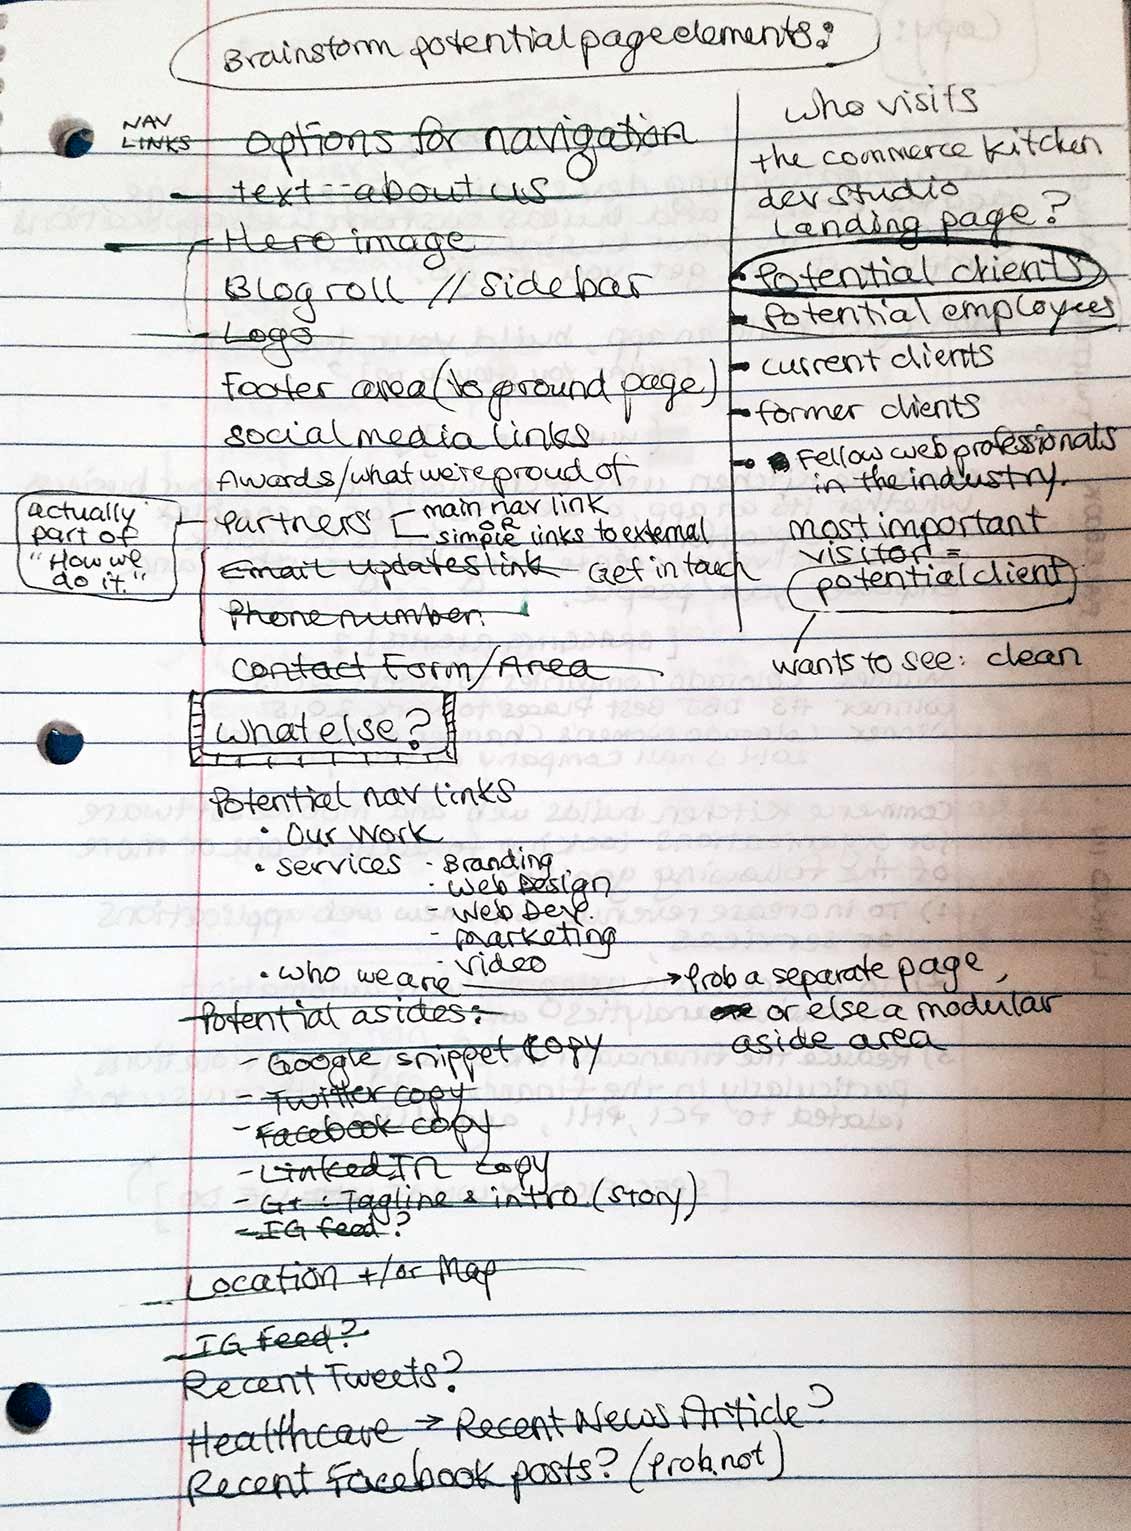 Brainstorm potential page elements:
NAV
LINKS
options for navigation
text - about us
Hero image
Blogroll // sidebar
Logo
Footer area (to ground page)
social media links
Awards/what we're proud of
actually
part of
"How we
do it."
Partners
main nav link
OR
simple links to external
Email updates link Get in touch
Phone number
Contact Form/Area
who visits
the commerce kitchen
dev studio
landing page?
- potential clients
- potential employees
- current clients
- former clients
- Fellow web professionals
in the industry.
most important
visitor =
potential client
wants to see: clean
What else?
Potential nav links
• Our Work
• services - Branding
- Web Design
- Web Dev.
- marketing
- video
• who we are → Prob a separate page,
or else a modular
aside area
Potential asides:
- Google snippet copy
- Twitter copy
- Facebook copy
- LinkedIn copy
- G+: Tagline & intro (story)
- IG feed?
Location +/or Map
IG feed?
Recent Tweets?
Healthcare → Recent News Article?
Recent Facebook posts? (prob. not)